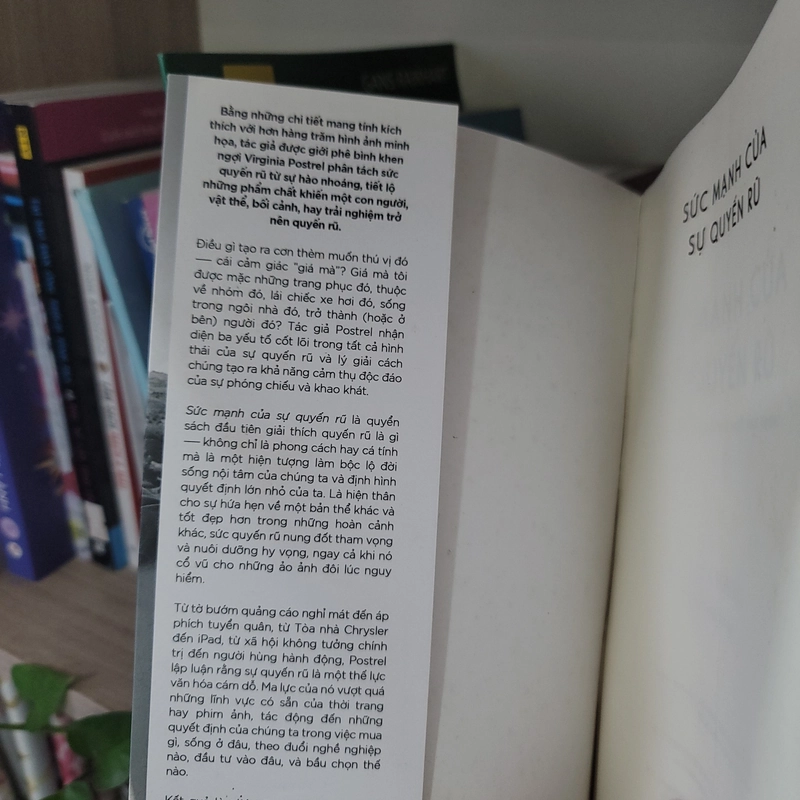 Bằng những chi tiết mang tính kích
thích với hơn hàng trăm hình ảnh minh
họa, tác giả được giới phê bình khen
ngợi Virginia Postrel phân tách sức
quyến rũ từ sự hào nhoáng, tiết lộ
những phẩm chất khiến một con người,
vật thể, bối cảnh, hay trải nghiệm trở
nên quyến rũ.
Điều gì tạo ra cơn thèm muốn thú vị đó
— cái cảm giác "giá mà"? Giá mà tôi
được mặc những trang phục đó, thuộc
về nhóm đó, lái chiếc xe hơi đó, sống
trong ngôi nhà đó, trở thành (hoặc ở
bên) người đó? Tác giả Postrel nhận
diện ba yếu tố cốt lõi trong tất cả hình
thái của sự quyến rũ và lý giải cách
chúng tạo ra khả năng cảm thụ độc đáo
của sự phóng chiếu và khao khát.
Sức mạnh của sự quyến rũ là quyển
sách đầu tiên giải thích quyến rũ là gì
— không chỉ là phong cách hay cá tính
mà là một hiện tượng làm bộc lộ đời
sống nội tâm của chúng ta và định hình
quyết định lớn nhỏ của ta. Là hiện thân
cho sự hứa hẹn về một bản thể khác và
tốt đẹp hơn trong những hoàn cảnh
khác, sức quyến rũ nung đốt tham vọng
và nuôi dưỡng hy vọng, ngay cả khi nó
cổ vũ cho những ảo ảnh đôi lúc nguy
hiểm.
Từ tờ bướm quảng cáo nghỉ mát đến áp
phích tuyển quân, từ Tòa nhà Chrysler
đến iPad, từ xã hội không tưởng chính
trị đến người hùng hành động, Postrel
lập luận rằng sự quyến rũ là một thế lực
văn hóa cám dỗ. Ma lực của nó vượt quá
những lĩnh vực có sẵn của thời trang
hay phim ảnh, tác động đến những
quyết định của chúng ta trong việc mua
gì, sống ở đâu, theo đuổi nghề nghiệp
nào, đầu tư vào đâu, và bầu chọn thế
nào.
SỨC MẠNH CỦA
SỰ QUYẾN RŨ